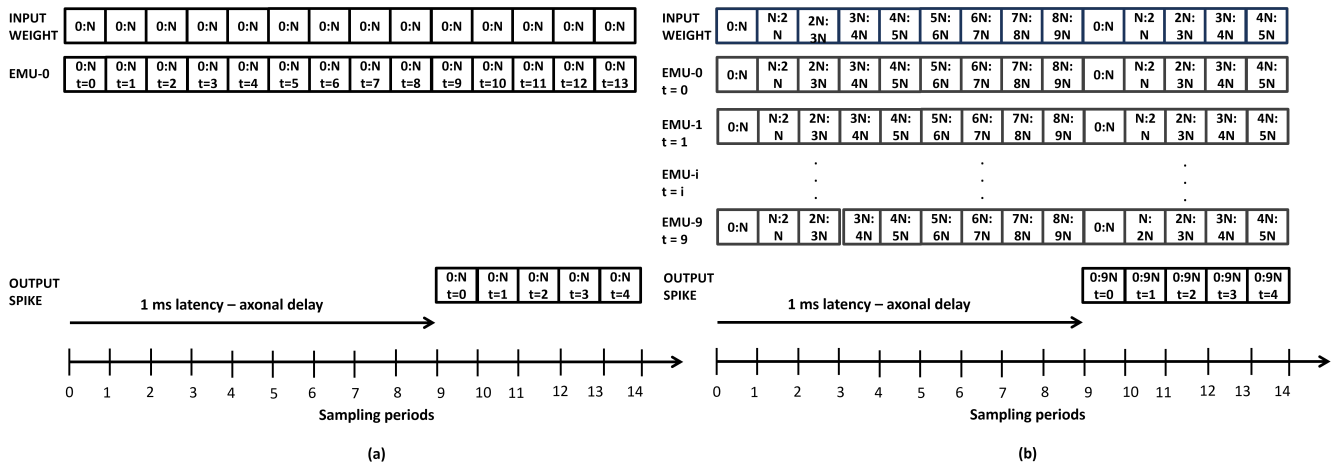 INPUT WEIGHT 0:N 0:N 0:N 0:N 0:N 0:N 0:N 0:N 0:N 0:N 0:N 0:N 0:N 0:N
EMU-0 0:N t=0 0:N t=1 0:N t=2 0:N t=3 0:N t=4 0:N t=5 0:N t=6 0:N t=7 0:N t=8 0:N t=9 0:N t=10 0:N t=11 0:N t=12 0:N t=13
OUTPUT SPIKE 0:N t=0 0:N t=1 0:N t=2 0:N t=3 0:N t=4
1 ms latency – axonal delay
0 1 2 3 4 5 6 7 8 9 10 11 12 13 14
Sampling periods
(a)
INPUT WEIGHT 0:N N:2N 2N:3N 3N:4N 4N:5N 5N:6N 6N:7N 7N:8N 8N:9N 0:N N:2N 2N:3N 3N:4N 4N:5N
EMU-0 t = 0 0:N N:2N 2N:3N 3N:4N 4N:5N 5N:6N 6N:7N 7N:8N 8N:9N 0:N N:2N 2N:3N 3N:4N 4N:5N
EMU-1 t = 1 0:N N:2N 2N:3N 3N:4N 4N:5N 5N:6N 6N:7N 7N:8N 8N:9N 0:N N:2N 2N:3N 3N:4N 4N:5N
EMU-i t = i
EMU-9 t = 9 0:N N:2N 2N:3N 3N:4N 4N:5N 5N:6N 6N:7N 7N:8N 8N:9N 0:N N:2N 2N:3N 3N:4N 4N:5N
OUTPUT SPIKE 0:9N t=0 0:9N t=1 0:9N t=2 0:9N t=3 0:9N t=4
1 ms latency – axonal delay
0 1 2 3 4 5 6 7 8 9 10 11 12 13 14
Sampling periods
(b)